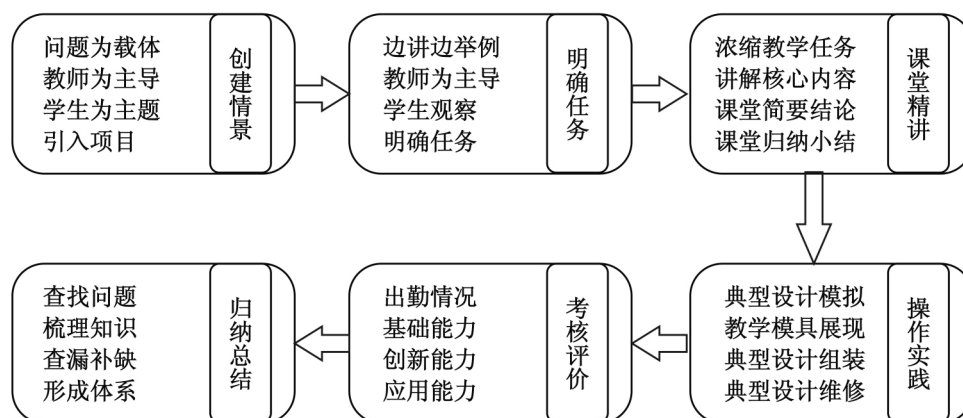 问题为载体
教师为主导
学生为主题
引入项目
创建情景
边讲边举例
教师为主导
学生观察
明确任务
明确任务
浓缩教学任务
讲解核心内容
课堂简要结论
课堂归纳小结
课堂精讲
典型设计模拟
教学模具展现
典型设计组装
典型设计维修
操作实践
出勤情况
基础能力
创新能力
应用能力
考核评价
查找问题
梳理知识
查漏补缺
形成体系
归纳总结